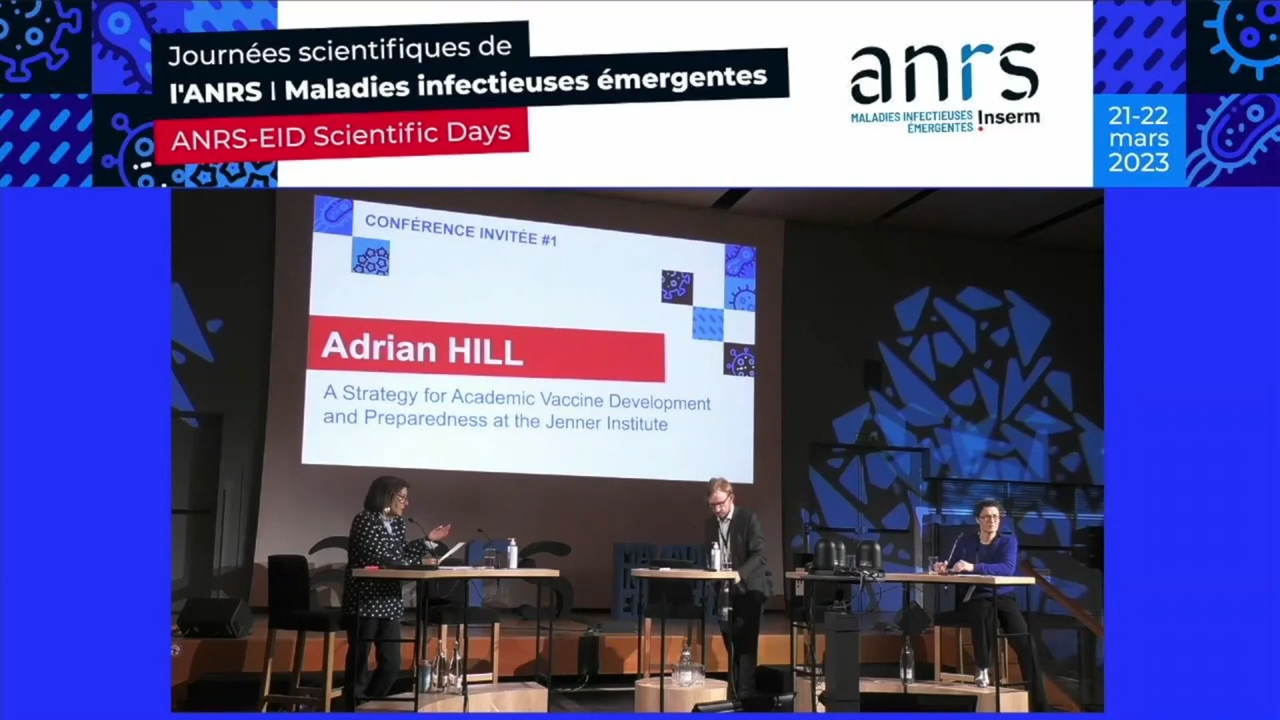 Journées scientifiques de
l'ANRS | Maladies infectieuses émergentes
ANRS-EID Scientific Days
anrs
MALADIES INFECTIEUSES
ÉMERGENTES Inserm
21-22
mars
2023
CONFÉRENCE INVITÉE #1
Adrian HILL
A Strategy for Academic Vaccine Development
and Preparedness at the Jenner Institute